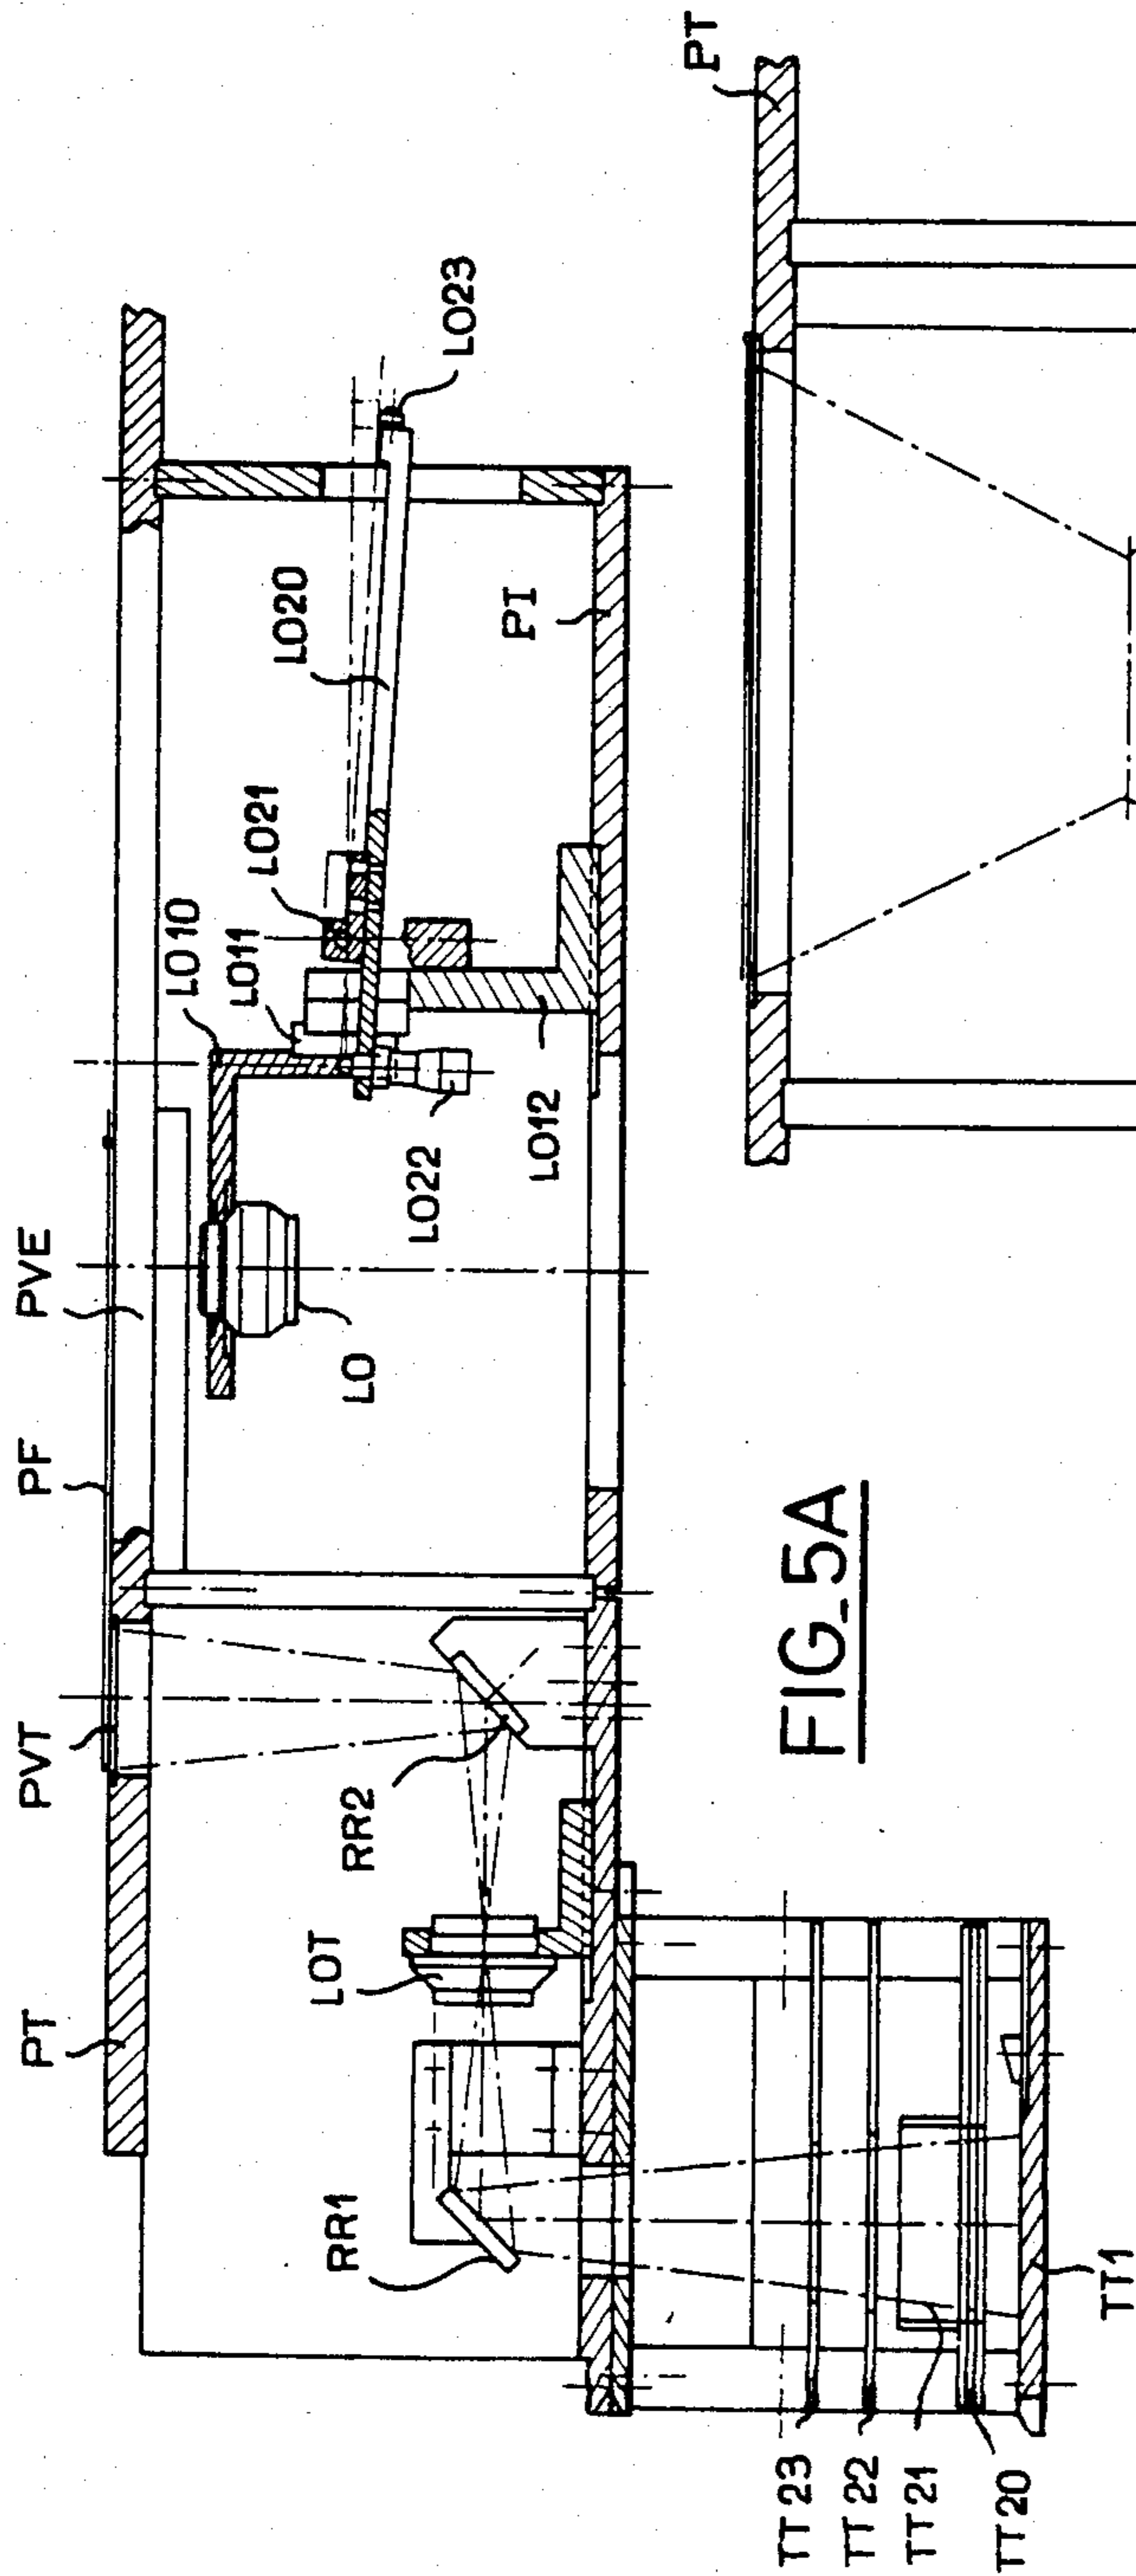 PT
PVT
PF
PVE
LO10
LO11
LO21
LO20
LO23
LOT
RR1
RR2
LO
LO22
LO12
PI
TT23
TT22
TT21
TT20
TT1
FIG_5A
PT